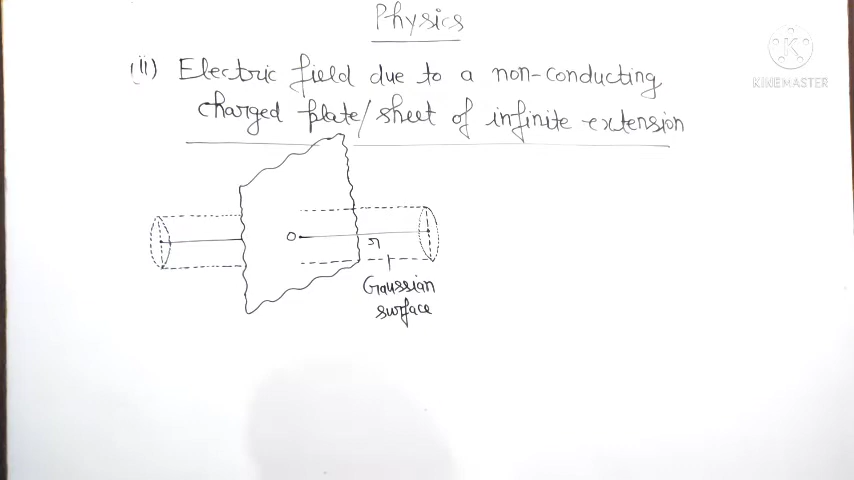 Physics
(ii) Electric field due to a non-conducting
charged plate/sheet of infinite extension
K
KINEMASTER
O
r
Gaussian
surface